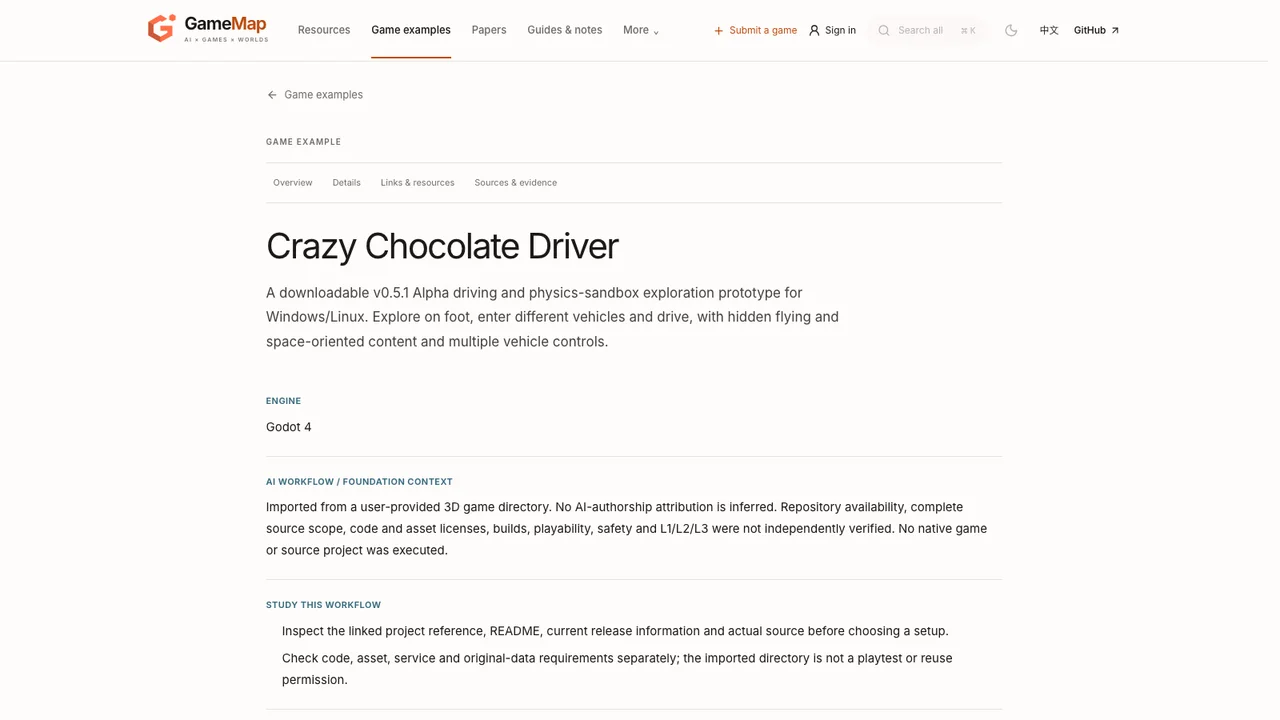 GameMap
AI × GAMES × WORLDS
Resources
Game examples
Papers
Guides & notes
More
+ Submit a game
Sign in
Search all
⌘ K
中文
GitHub ↗
← Game examples
GAME EXAMPLE
Overview
Details
Links & resources
Sources & evidence
Crazy Chocolate Driver
A downloadable v0.5.1 Alpha driving and physics-sandbox exploration prototype for
Windows/Linux. Explore on foot, enter different vehicles and drive, with hidden flying and
space-oriented content and multiple vehicle controls.
ENGINE
Godot 4
AI WORKFLOW / FOUNDATION CONTEXT
Imported from a user-provided 3D game directory. No AI-authorship attribution is inferred. Repository availability, complete
source scope, code and asset licenses, builds, playability, safety and L1/L2/L3 were not independently verified. No native game
or source project was executed.
STUDY THIS WORKFLOW
Inspect the linked project reference, README, current release information and actual source before choosing a setup.
Check code, asset, service and original-data requirements separately; the imported directory is not a playtest or reuse
permission.